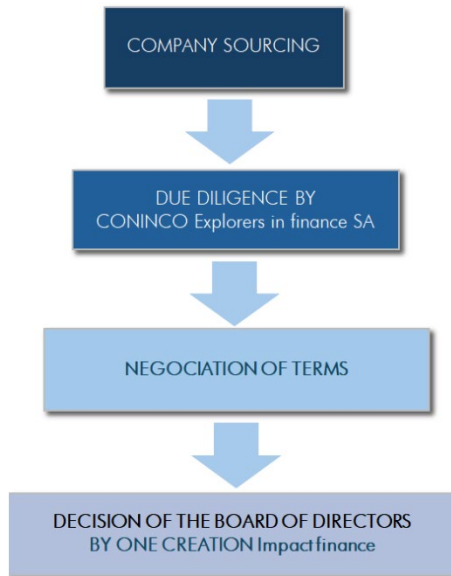 COMPANY SOURCING
DUE DILIGENCE BY
CONINCO Explorers in finance SA
NEGOCIATION OF TERMS
DECISION OF THE BOARD OF DIRECTORS
BY ONE CREATION Impact finance